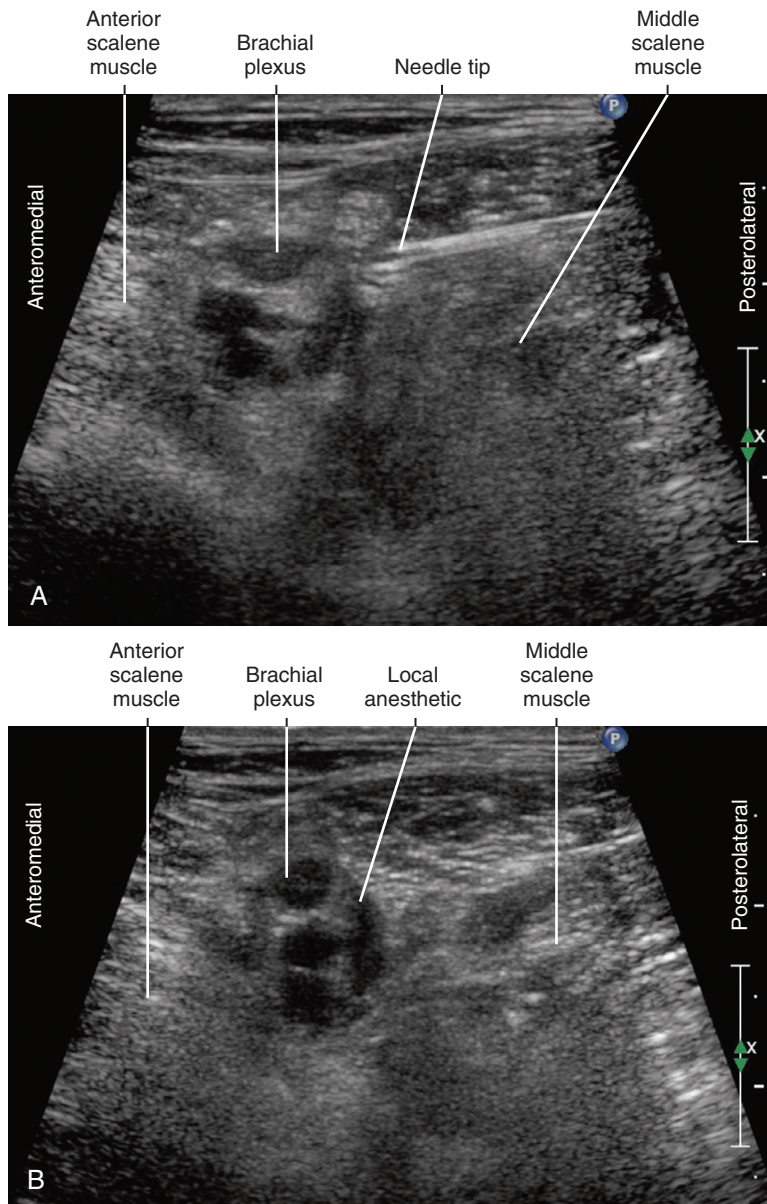 Anterior
scalene
muscle
Brachial
plexus
Needle tip
Middle
scalene
muscle
P
Anteromedial
Posterolateral
X
A
Anterior
scalene
muscle
Brachial
plexus
Local
anesthetic
Middle
scalene
muscle
P
Anteromedial
Posterolateral
X
B